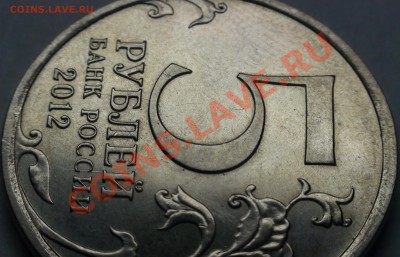 COINS.LAVE.RU
5
РУБЛЕЙ
БАНК РОССИИ
2012
COINS.LAVE.RU